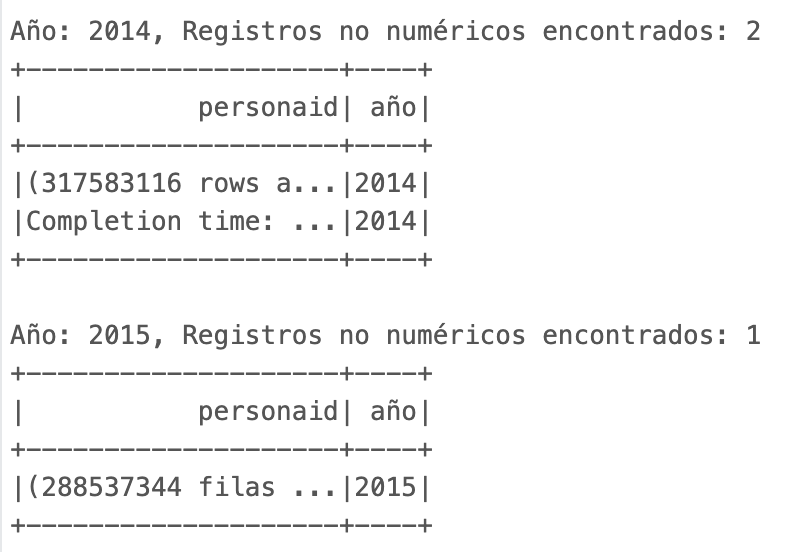 Año: 2014, Registros no numéricos encontrados: 2
+--------------------+----+
|            personaid| año|
+--------------------+----+
|(317583116 rows a...|2014|
|Completion time: ...|2014|
+--------------------+----+
Año: 2015, Registros no numéricos encontrados: 1
+--------------------+----+
|            personaid| año|
+--------------------+----+
|(288537344 filas ...|2015|
+--------------------+----+